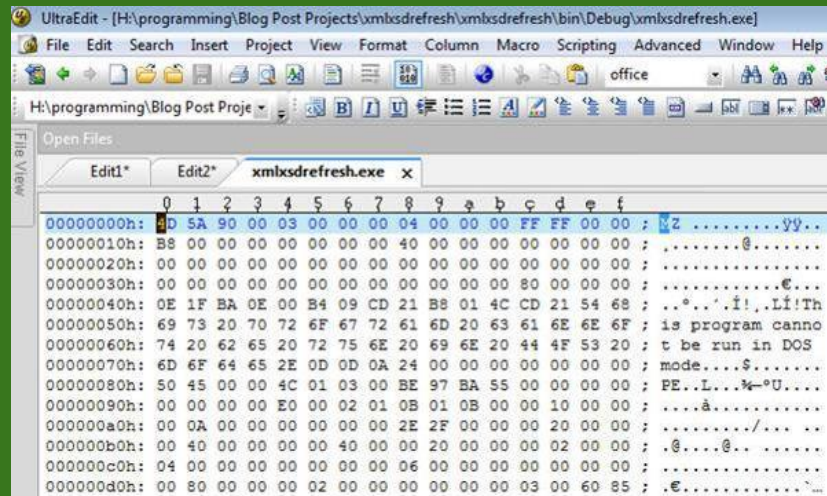 UltraEdit - [H:\programming\Blog Post Projects\xmlxsdrefresh\xmlxsdrefresh\bin\Debug\xmlxsdrefresh.exe]
File Edit Search Insert Project View Format Column Macro Scripting Advanced Window Help
office
H:\programming\Blog Post Proje
Open Files
File View
Edit1* Edit2* xmlxsdrefresh.exe x
0 1 2 3 4 5 6 7 8 9 a b c d e f
00000000h: 4D 5A 90 00 03 00 00 00 04 00 00 00 FF FF 00 00 ; MZ .........ÿÿ..
00000010h: B8 00 00 00 00 00 00 00 40 00 00 00 00 00 00 00 ; ¸.......@.......
00000020h: 00 00 00 00 00 00 00 00 00 00 00 00 00 00 00 00 ; ................
00000030h: 00 00 00 00 00 00 00 00 00 00 00 00 80 00 00 00 ; ............€...
00000040h: 0E 1F BA 0E 00 B4 09 CD 21 B8 01 4C CD 21 54 68 ; ..º..´.Í!¸.LÍ!Th
00000050h: 69 73 20 70 72 6F 67 72 61 6D 20 63 61 6E 6E 6F ; is program canno
00000060h: 74 20 62 65 20 72 75 6E 20 69 6E 20 44 4F 53 20 ; t be run in DOS
00000070h: 6D 6F 64 65 2E 0D 0D 0A 24 00 00 00 00 00 00 00 ; mode....$.......
00000080h: 50 45 00 00 4C 01 03 00 BE 97 BA 55 00 00 00 00 ; PE..L...¾—ºU....
00000090h: 00 00 00 00 E0 00 02 01 0B 01 0B 00 00 10 00 00 ; ....à...........
000000a0h: 00 0A 00 00 00 00 00 00 2E 2F 00 00 00 20 00 00 ; ......../... ..
000000b0h: 00 40 00 00 00 00 40 00 00 20 00 00 00 02 00 00 ; .@....@.. ......
000000c0h: 04 00 00 00 00 00 00 00 06 00 00 00 00 00 00 00 ; ................
000000d0h: 00 80 00 00 00 02 00 00 00 00 00 00 03 00 60 85 ; .€............`…